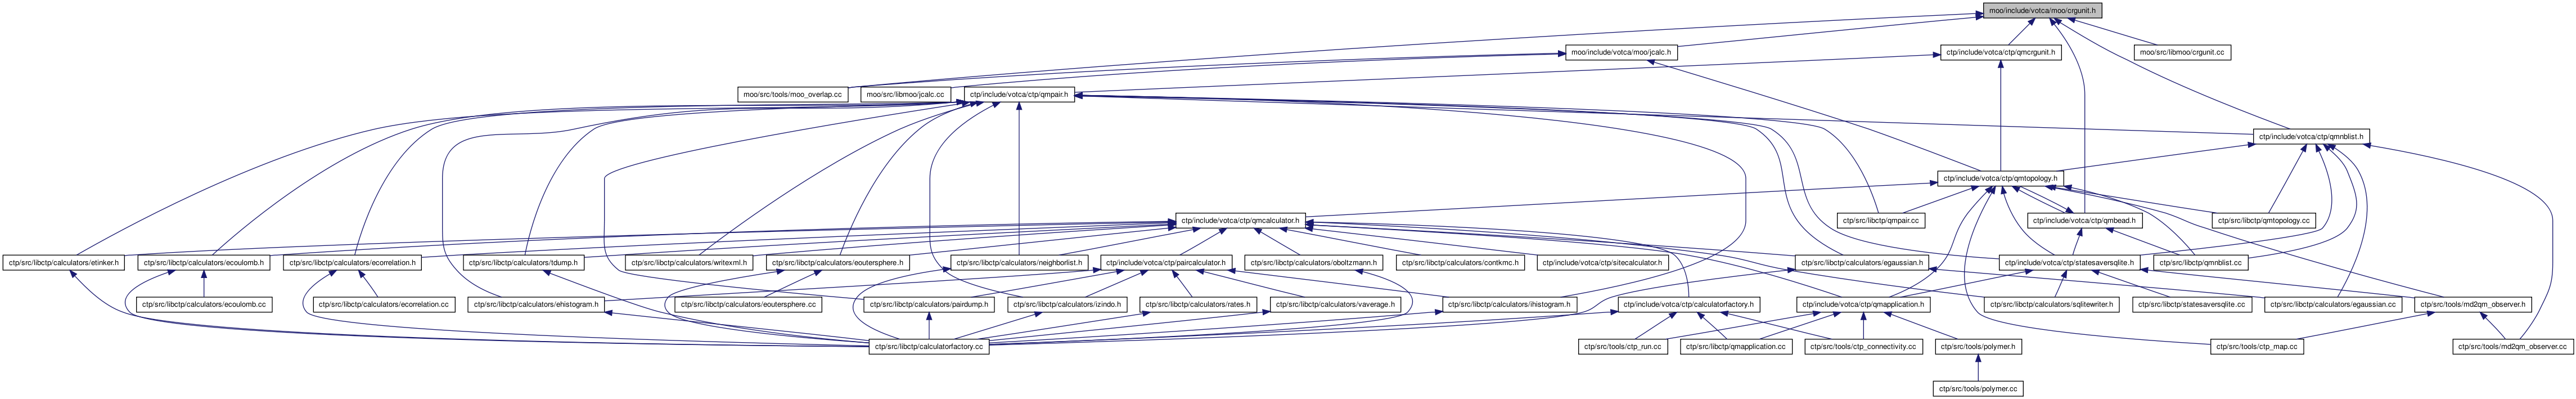 moo/include/votca/moo/crgunit.h
moo/include/votca/moo/jcalc.h
ctp/include/votca/ctp/qmcrgunit.h
moo/src/libmoo/crgunit.cc
moo/src/tools/moo_overlap.cc
moo/src/libmoo/jcalc.cc
ctp/include/votca/ctp/qmpair.h
ctp/include/votca/ctp/qmnblist.h
ctp/include/votca/ctp/qmtopology.h
ctp/include/votca/ctp/qmcalculator.h
ctp/src/libctp/qmpair.cc
ctp/include/votca/ctp/qmbead.h
ctp/src/libctp/qmtopology.cc
ctp/src/libctp/calculators/etinker.h
ctp/src/libctp/calculators/ecoulomb.h
ctp/src/libctp/calculators/ecorrelation.h
ctp/src/libctp/calculators/tdump.h
ctp/src/libctp/calculators/writexml.h
ctp/src/libctp/calculators/eoutersphere.h
ctp/src/libctp/calculators/neighborlist.h
ctp/include/votca/ctp/paircalculator.h
ctp/src/libctp/calculators/oboltzmann.h
ctp/src/libctp/calculators/contkmc.h
ctp/include/votca/ctp/sitecalculator.h
ctp/src/libctp/calculators/egaussian.h
ctp/include/votca/ctp/statesaversqlite.h
ctp/src/libctp/qmnblist.cc
ctp/src/libctp/calculators/ecoulomb.cc
ctp/src/libctp/calculators/ecorrelation.cc
ctp/src/libctp/calculators/ehistogram.h
ctp/src/libctp/calculators/eoutersphere.cc
ctp/src/libctp/calculators/pairdump.h
ctp/src/libctp/calculators/izindo.h
ctp/src/libctp/calculators/rates.h
ctp/src/libctp/calculators/vaverage.h
ctp/src/libctp/calculators/ihistogram.h
ctp/include/votca/ctp/calculatorfactory.h
ctp/include/votca/ctp/qmapplication.h
ctp/src/libctp/calculators/sqlitewriter.h
ctp/src/libctp/statesaversqlite.cc
ctp/src/libctp/calculators/egaussian.cc
ctp/src/tools/md2qm_observer.h
ctp/src/libctp/calculatorfactory.cc
ctp/src/tools/ctp_run.cc
ctp/src/libctp/qmapplication.cc
ctp/src/tools/ctp_connectivity.cc
ctp/src/tools/polymer.h
ctp/src/tools/ctp_map.cc
ctp/src/tools/md2qm_observer.cc
ctp/src/tools/polymer.cc